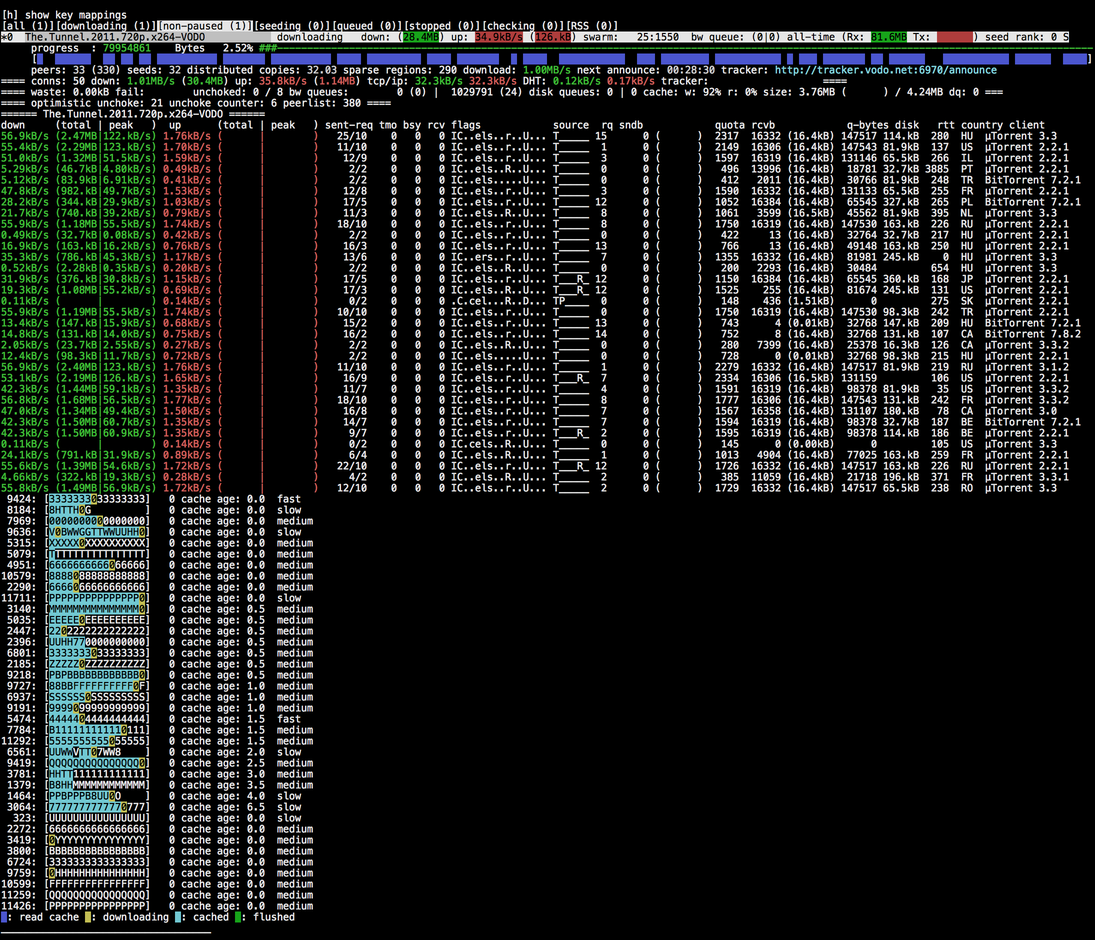 [h] show key mappings
[all (1)][downloading (1)][non-paused (1)][seeding (0)][queued (0)][stopped (0)][checking (0)][RSS (0)]
*0 The.Tunnel.2011.720p.x264-VODO downloading down: (28.4MB) up: 34.9kB/s (126.kB) swarm: 25:1550 bw queue: (0|0) all-time (Rx: 81.6MB Tx: ) seed rank: 0 S
progress : 79954861 Bytes 2.52% ###
peers: 33 (330) seeds: 32 distributed copies: 32.03 sparse regions: 290 download: 1.00MB/s next announce: 00:28:30 tracker: http://tracker.vodo.net:6970/announce
==== conns: 50 down: 1.01MB/s (30.4MB) up: 35.8kB/s (1.14MB) tcp/ip: 32.3kB/s 32.1kB/s DHT: 0.12kB/s 0.17kB/s tracker: ====
==== waste: 0.00kB fail: unchoked: 0 / 8 bw queues: 0 (0) | 1029791 (24) disk queues: 0 | 0 cache: w: 92% r: 0% size: 3.76MB ( ) / 4.24MB dq: 0 ===
==== optimistic unchoke: 21 unchoke counter: 6 peerlist: 380 ====
====== The.Tunnel.2011.720p.x264-VODO ======
down (total | peak ) up (total | peak ) sent-req tmo bsy rcv flags source rq sndb quota rcvb q-bytes disk rtt country client
56.9kB/s (2.47MB|122.kB/s) 1.76kB/s ( | ) 25/10 0 0 0 IC..els..r..U... T_____ 15 0 ( ) 2317 16332 (16.4kB) 147517 114.kB 280 HU µTorrent 3.3
55.4kB/s (2.29MB|123.kB/s) 1.70kB/s ( | ) 11/10 0 0 0 IC..els..r..U... T_____ 1 0 ( ) 2149 16306 (16.4kB) 147543 81.9kB 137 US µTorrent 2.2.1
51.0kB/s (1.32MB|51.5kB/s) 1.59kB/s ( | ) 12/9 0 0 0 IC..els..r..U... T_____ 3 0 ( ) 1597 16319 (16.4kB) 131146 65.5kB 266 IL µTorrent 2.2.1
5.29kB/s (46.7kB|4.80kB/s) 0.49kB/s ( | ) 2/2 0 0 0 IC..els...R..U... T_____ 0 0 ( ) 496 13996 (16.4kB) 18781 32.7kB 3885 PT µTorrent 2.2.1
5.12kB/s (83.9kB|6.91kB/s) 0.41kB/s ( | ) 2/2 0 0 0 IC..els.....U... T_____ 0 0 ( ) 412 2011 (16.4kB) 30766 81.9kB 248 TR BitTorrent 7.2.1
47.8kB/s (982.kB|49.7kB/s) 1.53kB/s ( | ) 12/8 0 0 0 IC..els..r..U... T_____ 3 0 ( ) 1590 16332 (16.4kB) 131133 65.5kB 255 FR µTorrent 2.2.1
28.2kB/s (344.kB|29.9kB/s) 1.03kB/s ( | ) 17/5 0 0 0 IC..els..r..U... T_____ 12 0 ( ) 1052 16384 (16.4kB) 65545 327.kB 265 PL BitTorrent 7.2.1
21.7kB/s (740.kB|39.2kB/s) 0.79kB/s ( | ) 11/3 0 0 0 IC..els...R..U... T_____ 8 0 ( ) 1061 3599 (16.5kB) 45562 81.9kB 395 NL µTorrent 3.3
55.9kB/s (1.18MB|55.5kB/s) 1.74kB/s ( | ) 18/10 0 0 0 IC..els..r..U... T_____ 8 0 ( ) 1750 16319 (16.4kB) 147530 163.kB 226 RU µTorrent 2.2.1
0.49kB/s (32.7kB|0.08kB/s) 0.42kB/s ( | ) 2/2 0 0 0 IC..els..r..U... T_____ 0 0 ( ) 422 13 (16.4kB) 32764 32.7kB 217 HU µTorrent 2.2.1
16.9kB/s (163.kB|16.2kB/s) 0.76kB/s ( | ) 16/3 0 0 0 IC..els..r..U... T_____ 13 0 ( ) 766 13 (16.4kB) 49148 163.kB 250 HU µTorrent 2.2.1
35.3kB/s (786.kB|45.3kB/s) 1.17kB/s ( | ) 13/6 0 0 0 IC..ers..r..U... T_____ 7 0 ( ) 1355 16332 (16.4kB) 81981 245.kB 0 HU µTorrent 3.3
0.52kB/s (2.28kB|0.35kB/s) 0.20kB/s ( | ) 2/2 0 0 0 IC..els...R..U... T_____ 0 0 ( ) 200 2293 (16.4kB) 30484 654 HU µTorrent 3.3
31.9kB/s (376.kB|30.8kB/s) 1.15kB/s ( | ) 17/5 0 0 0 IC..els..r..U... T___R_ 12 0 ( ) 1150 16384 (16.4kB) 65545 360.kB 168 JP µTorrent 2.2.1
19.3kB/s (1.08MB|55.2kB/s) 0.69kB/s ( | ) 17/3 0 0 0 IC..els..r..U... T___R_ 12 0 ( ) 1525 255 (16.4kB) 81674 245.kB 131 US µTorrent 2.2.1
0.11kB/s ( | ) 0.14kB/s ( | ) 0/2 0 0 0 .C.cel...R..D... TP____ 0 0 ( ) 148 436 (1.51kB) 0 275 SK µTorrent 2.2.1
55.9kB/s (1.19MB|55.5kB/s) 1.74kB/s ( | ) 10/10 0 0 0 IC..els..r..U... T_____ 0 0 ( ) 1750 16319 (16.4kB) 147530 98.3kB 242 TR µTorrent 2.2.1
13.4kB/s (147.kB|15.9kB/s) 0.68kB/s ( | ) 15/2 0 0 0 IC..els..r..U... T_____ 13 0 ( ) 743 4 (0.01kB) 32768 147.kB 209 HU BitTorrent 7.2.1
14.8kB/s (131.kB|14.0kB/s) 0.75kB/s ( | ) 16/2 0 0 0 IC..els..r..U... T_____ 14 0 ( ) 752 8 (16.4kB) 32768 131.kB 107 CA BitTorrent 7.8.2
2.05kB/s (23.7kB|2.55kB/s) 0.27kB/s ( | ) 2/2 0 0 0 IC..els...R..U... T_____ 0 0 ( ) 280 7399 (16.4kB) 25378 16.3kB 126 CA µTorrent 3.3.2
12.4kB/s (98.3kB|11.7kB/s) 0.72kB/s ( | ) 2/2 0 0 0 IC..els.....U... T_____ 0 0 ( ) 728 0 (0.01kB) 32768 98.3kB 215 HU µTorrent 2.2.1
56.9kB/s (2.40MB|123.kB/s) 1.76kB/s ( | ) 11/10 0 0 0 IC..els..r..U... T_____ 1 0 ( ) 2279 16332 (16.4kB) 147517 81.9kB 219 RU µTorrent 3.1.2
53.1kB/s (2.19MB|126.kB/s) 1.65kB/s ( | ) 16/9 0 0 0 IC..els..r..U... T___R_ 7 0 ( ) 2334 16306 (16.5kB) 131159 106 US µTorrent 2.2.1
42.3kB/s (1.44MB|59.1kB/s) 1.35kB/s ( | ) 11/7 0 0 0 IC..els..r..U... T_____ 4 0 ( ) 1591 16319 (16.4kB) 98378 81.9kB 35 US µTorrent 3.3.2
56.8kB/s (1.68MB|56.5kB/s) 1.77kB/s ( | ) 18/10 0 0 0 IC..els..r..U... T_____ 8 0 ( ) 1777 16306 (16.4kB) 147543 131.kB 242 FR µTorrent 3.3.2
47.0kB/s (1.34MB|49.4kB/s) 1.50kB/s ( | ) 16/8 0 0 0 IC..els..r..U... T_____ 7 0 ( ) 1567 16358 (16.4kB) 131107 180.kB 78 CA µTorrent 3.0
42.3kB/s (1.50MB|60.7kB/s) 1.35kB/s ( | ) 14/7 0 0 0 IC..els..r..U... T_____ 7 0 ( ) 1594 16319 (16.4kB) 98378 32.7kB 187 BE BitTorrent 7.2.1
42.3kB/s (1.50MB|60.9kB/s) 1.35kB/s ( | ) 9/7 0 0 0 IC..els..r..U... T___R_ 2 0 ( ) 1595 16319 (16.4kB) 98378 114.kB 186 BE µTorrent 2.2.1
0.11kB/s ( | ) 0.14kB/s ( | ) 0/2 0 0 0 IC..els...R..U... T_____ 0 0 ( ) 145 0 (0.00kB) 0 105 US µTorrent 3.3
24.1kB/s (791.kB|31.9kB/s) 0.89kB/s ( | ) 6/4 0 0 0 IC..els..r..U... T_____ 2 0 ( ) 1013 4904 (16.4kB) 77025 163.kB 259 FR µTorrent 2.2.1
55.6kB/s (1.39MB|54.6kB/s) 1.72kB/s ( | ) 22/10 0 0 0 IC..els..r..U... T___R_ 12 0 ( ) 1726 16332 (16.4kB) 147517 163.kB 226 RU µTorrent 2.2.1
4.66kB/s (322.kB|19.3kB/s) 0.28kB/s ( | ) 4/2 0 0 0 IC..els...R..U... T_____ 2 0 ( ) 385 11059 (16.4kB) 21718 196.kB 371 FR µTorrent 3.3.1
55.8kB/s (1.49MB|56.9kB/s) 1.72kB/s ( | ) 12/10 0 0 0 IC..els..r..U... T_____ 2 0 ( ) 1729 16332 (16.4kB) 147517 65.5kB 238 RO µTorrent 3.3
9424: [3333333033333333] 0 cache age: 0.0 fast
8184: [8HTTH0G ] 0 cache age: 0.0 slow
7969: [0000000000000000] 0 cache age: 0.0 medium
9636: [V0BWWGGTTWWUUHH0] 0 cache age: 0.0 slow
5315: [XXXXX0XXXXXXXXXX] 0 cache age: 0.0 medium
5079: [TTTTTTTTTTTTTTTT] 0 cache age: 0.0 medium
4951: [6666666666066666] 0 cache age: 0.0 medium
10579: [8888088888888888] 0 cache age: 0.0 medium
2290: [6666066666666666] 0 cache age: 0.0 medium
11711: [PPPPPPPPPPPPPPP0] 0 cache age: 0.0 slow
3140: [MMMMMMMMMMMMMMM0] 0 cache age: 0.5 medium
5035: [EEEEE0EEEEEEEEEE] 0 cache age: 0.5 medium
2447: [2202222222222222] 0 cache age: 0.5 medium
2396: [UUHH770000000000] 0 cache age: 0.5 medium
6801: [3333333033333333] 0 cache age: 0.5 medium
2185: [ZZZZZ0ZZZZZZZZZZ] 0 cache age: 0.5 medium
9218: [PBPBBBBBBBBBBBB0] 0 cache age: 0.5 medium
9727: [88BBFFFFFFFFFF0F] 0 cache age: 1.0 medium
6937: [SSSSSS0SSSSSSSSS] 0 cache age: 1.0 medium
9191: [9999099999999999] 0 cache age: 1.0 medium
5474: [4444404444444444] 0 cache age: 1.5 fast
7784: [B111111111110111] 0 cache age: 1.5 medium
11292: [5555555555055555] 0 cache age: 1.5 medium
6561: [UUWWVTT07WW8 ] 0 cache age: 2.0 slow
9419: [QQQQQQQQQQQQQQQ0] 0 cache age: 2.5 medium
3781: [HHTT111111111111] 0 cache age: 3.0 medium
1379: [B8HHMMMMMMMMMMMM] 0 cache age: 3.5 medium
1464: [PPBPPPB8UU0O ] 0 cache age: 4.0 slow
3064: [7777777777770777] 0 cache age: 6.5 slow
323: [UUUUUUUUUUUUUUUU] 0 cache age: 0.0 slow
2272: [6666666666666666] 0 cache age: 0.0 medium
3419: [0YYYYYYYYYYYYYYY] 0 cache age: 0.0 medium
3800: [BBBBBBBBBBBBBBBB] 0 cache age: 0.0 medium
6724: [3333333333333333] 0 cache age: 0.0 medium
9759: [0HHHHHHHHHHHHHHH] 0 cache age: 0.0 medium
10599: [FFFFFFFFFFFFFFFF] 0 cache age: 0.0 medium
11259: [QQQQQQQQQQQQQQQQ] 0 cache age: 0.0 medium
11426: [PPPPPPPPPPPPPPPP] 0 cache age: 0.0 medium
: read cache : downloading : cached : flushed